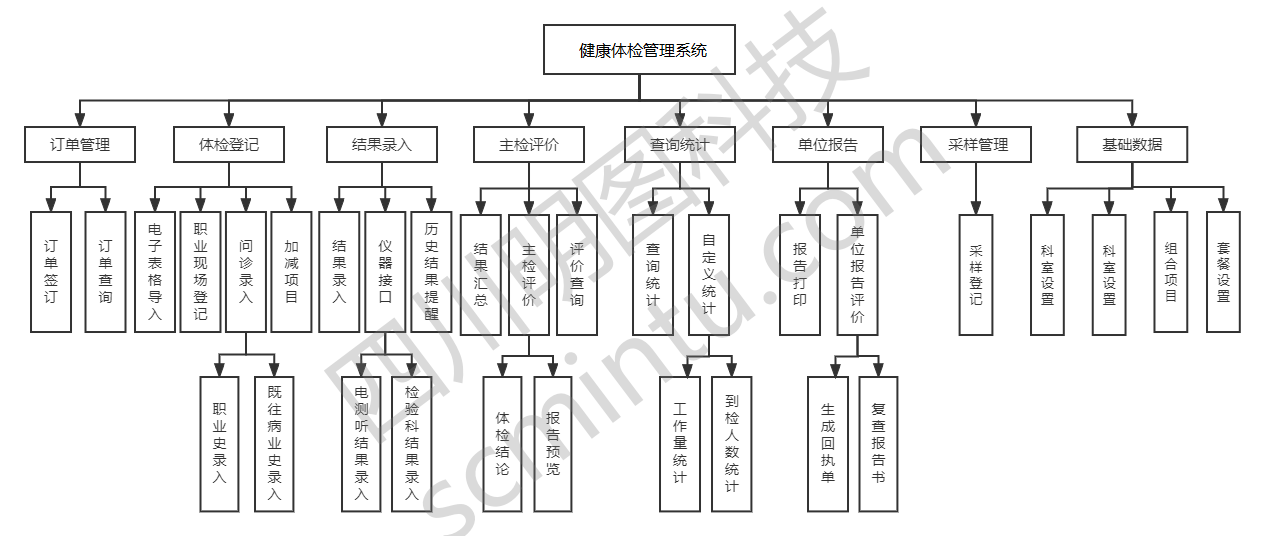 健康体检管理系统
订单管理
体检登记
结果录入
主检评价
查询统计
单位报告
采样管理
基础数据
订单签订
订单查询
电子表格导入
职业现场登记
问诊录入
加减项目
结果录入
仪器接口
历史结果提醒
结果汇总
主检评价
评价查询
查询统计
自定义统计
报告打印
单位报告评价
采样登记
科室设置
科室设置
组合项目
套餐设置
职业史录入
既往病业史录入
电测听结果录入
检验科结果录入
体检结论
报告预览
工作量统计
到检人数统计
生成回执单
复查报告书
四川明图科技
scmintu.com